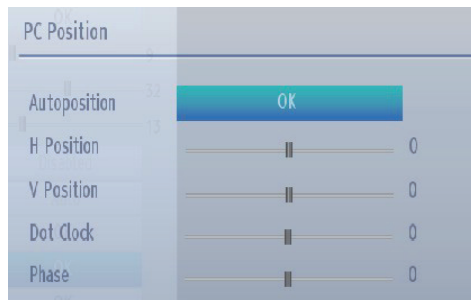 PC Position
Autoposition OK
H Position 0
V Position 0
Dot Clock 0
Phase 0